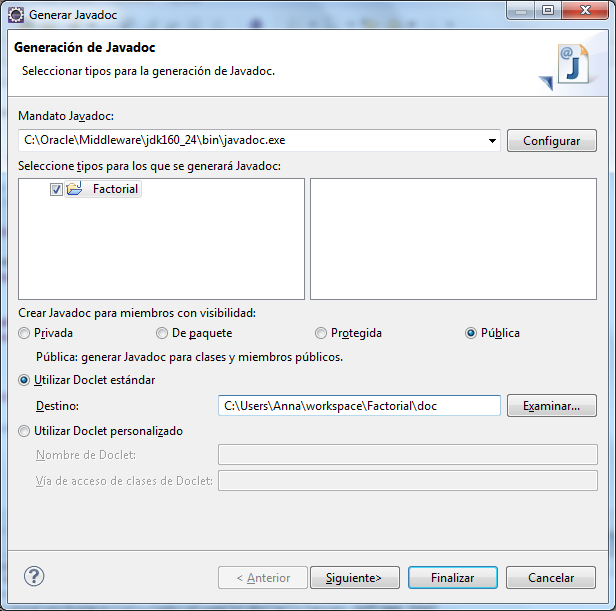 Generar Javadoc
Generación de Javadoc
Seleccionar tipos para la generación de Javadoc.
@
J
Mandato Javadoc:
C:\Oracle\Middleware\jdk160_24\bin\javadoc.exe
Configurar
Seleccione tipos para los que se generará Javadoc:
Factorial
Crear Javadoc para miembros con visibilidad:
Privada De paquete Protegida Pública
Pública: generar Javadoc para clases y miembros públicos.
Utilizar Doclet estándar
Destino: C:\Users\Anna\workspace\Factorial\doc Examinar...
Utilizar Doclet personalizado
Nombre de Doclet:
Vía de acceso de clases de Doclet:
? < Anterior Siguiente> Finalizar Cancelar